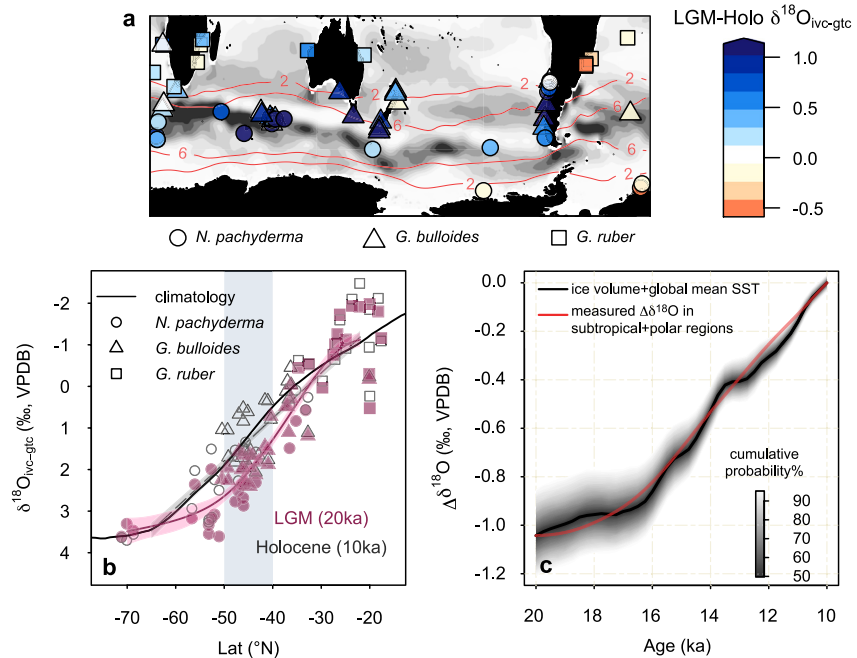 a
LGM-Holo δ18Oivc-gtc
2
2
6
6
6
2
2
1.0
0.5
0.0
-0.5
N. pachyderma
G. bulloides
G. ruber
climatology
N. pachyderma
G. bulloides
G. ruber
-2
-1
0
1
2
3
4
δ18Oivc–gtc (‰, VPDB)
LGM (20ka)
Holocene (10ka)
b
-70
-60
-50
-40
-30
-20
Lat (°N)
ice volume+global mean SST
measured Δδ18O in
subtropical+polar regions
0.0
-0.2
-0.4
-0.6
-0.8
-1.0
-1.2
Δδ18O (‰, VPDB)
cumulative
probability%
90
80
70
60
50
c
20
18
16
14
12
10
Age (ka)